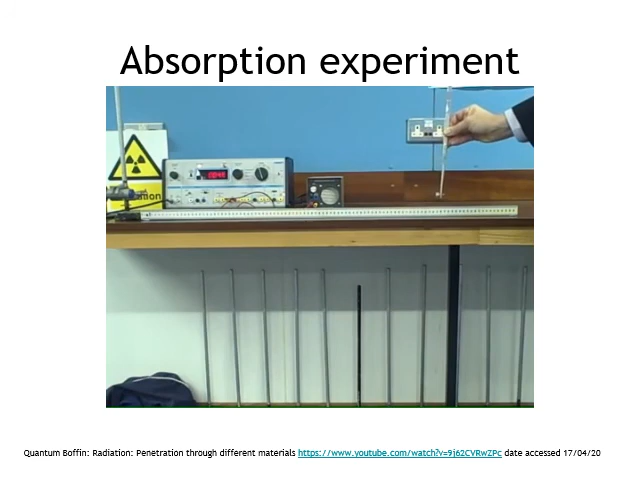 Absorption experiment
Quantum Boffin: Radiation: Penetration through different materials https://www.youtube.com/watch?v=9j62CVRwZPc date accessed 17/04/20